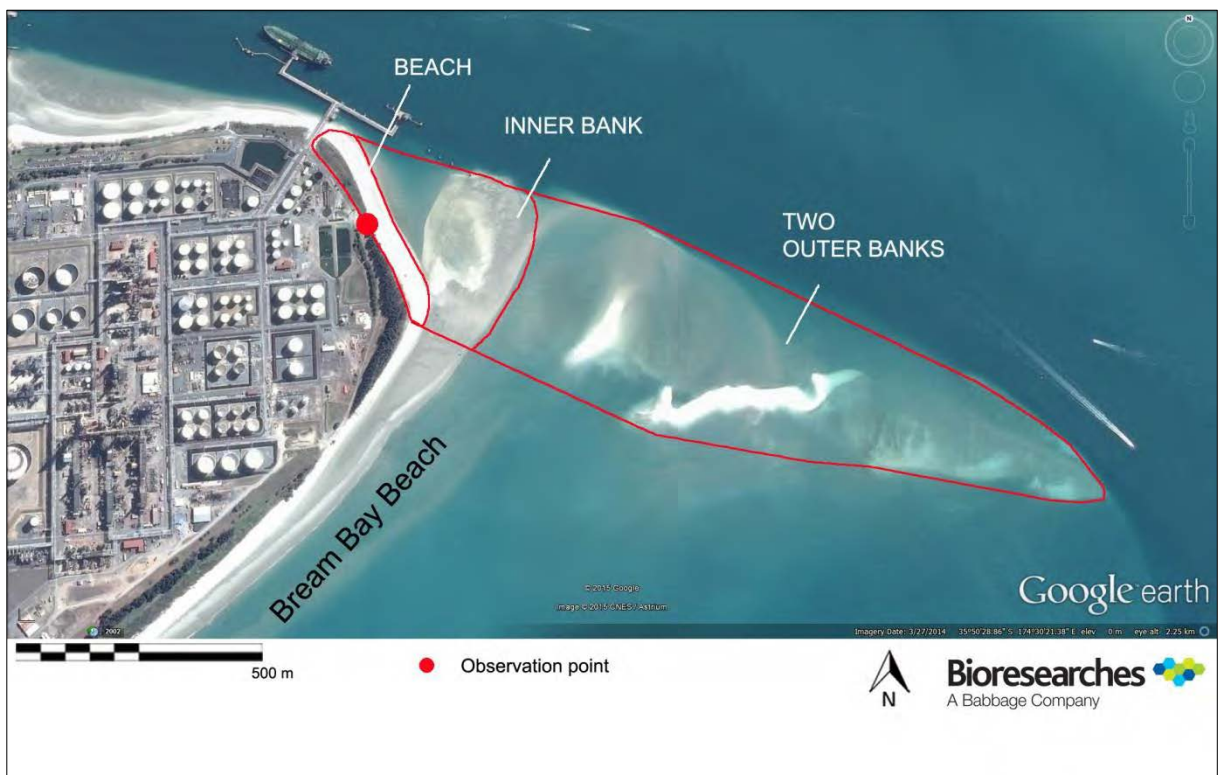 N
BEACH
INNER BANK
TWO
OUTER BANKS
Bream Bay Beach
© 2015 Google
Image © 2015 CNES / Astrium
Google earth
2002
Imagery Date: 3/27/2014 35°50'28.86" S 174°30'21.38" E elev 0 m eye alt 2.25 km
500 m
Observation point
N
Bioresearches
A Babbage Company